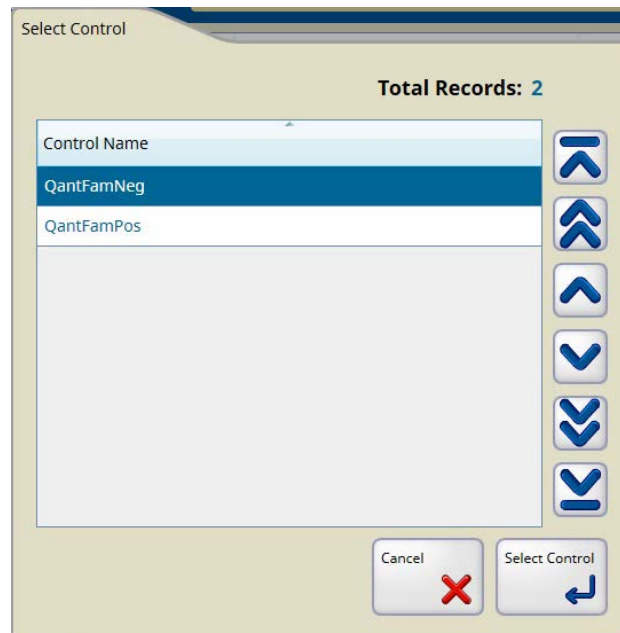 Select Control
Total Records: 2
Control Name
QantFamNeg
QantFamPos
Cancel
Select Control